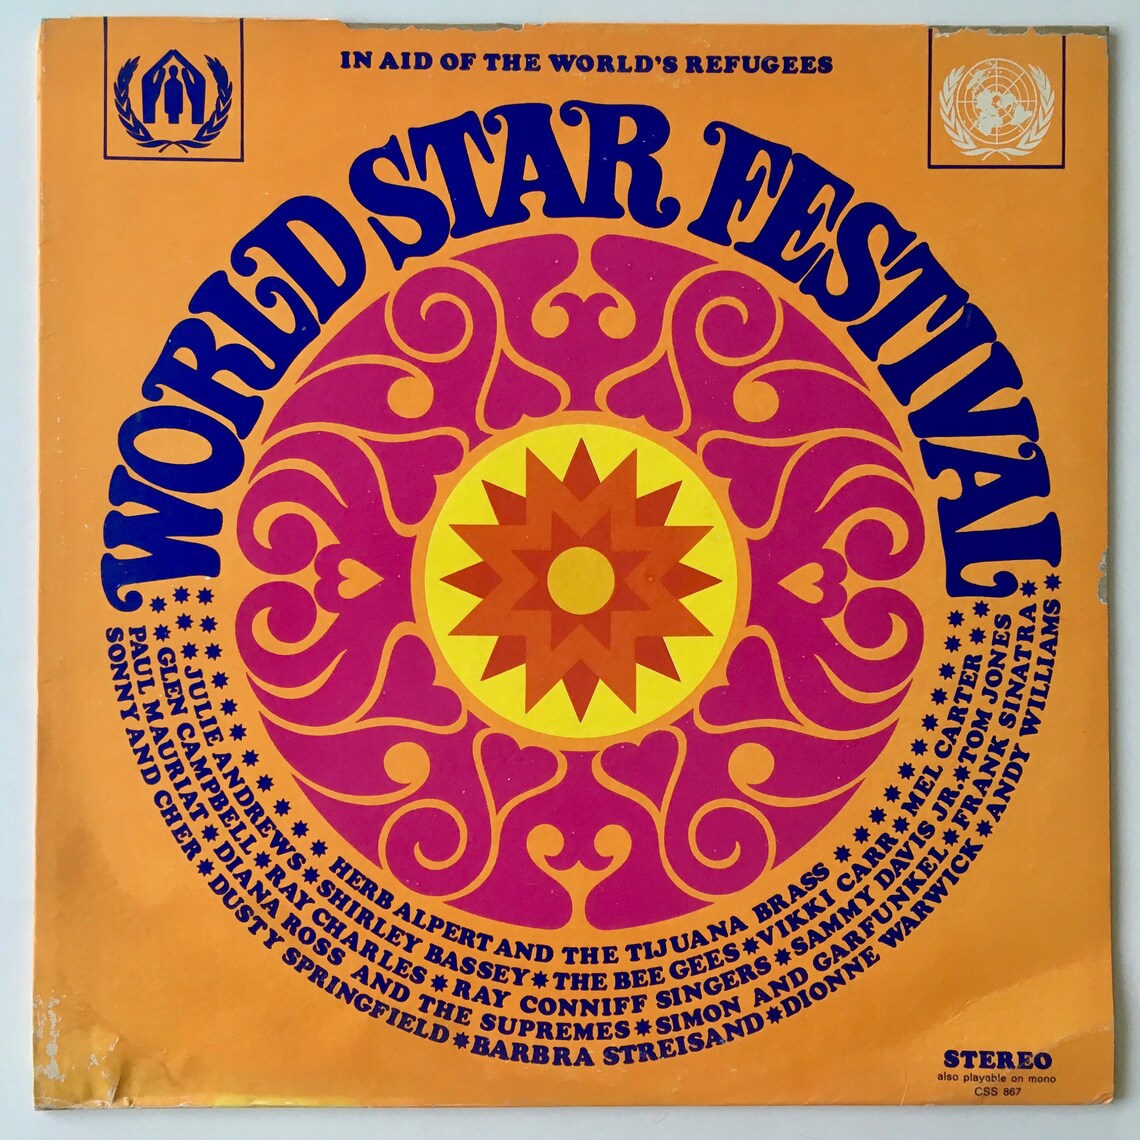 IN AID OF THE WORLD'S REFUGEES
WORLD STAR FESTIVAL
HERB ALPERT AND THE TIJUANA BRASS
JULIE ANDREWS * SHIRLEY BASSEY * THE BEE GEES * VIKKI CARR * MEL CARTER
GLEN CAMPBELL * RAY CHARLES * RAY CONNIFF SINGERS * SAMMY DAVIS JR. * TOM JONES
PAUL MAURIAT * DIANA ROSS AND THE SUPREMES * SIMON AND GARFUNKEL * FRANK SINATRA
SONNY AND CHER * DUSTY SPRINGFIELD * BARBRA STREISAND * DIONNE WARWICK * ANDY WILLIAMS
STEREO
also playable on mono
CSS 867